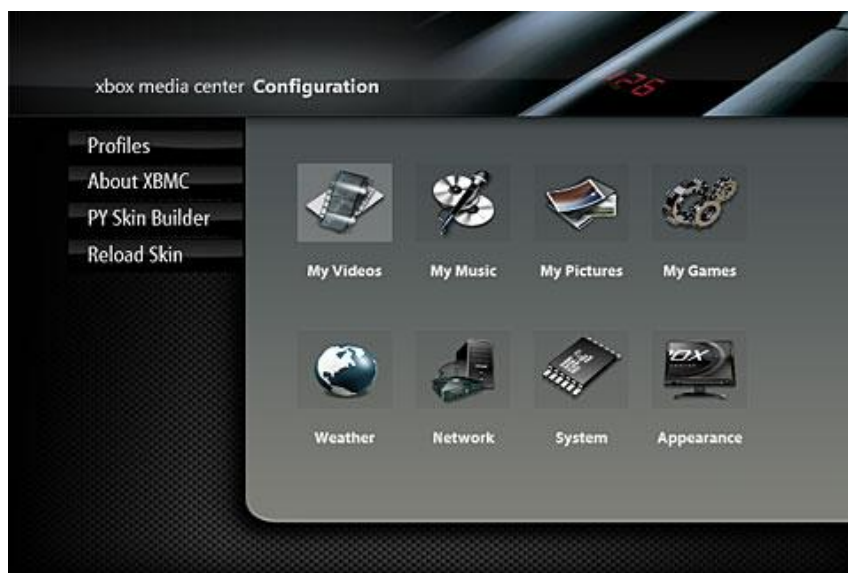 xbox media center Configuration
126
Profiles
About XBMC
PY Skin Builder
Reload Skin
My Videos
My Music
My Pictures
My Games
Weather
Network
System
Appearance